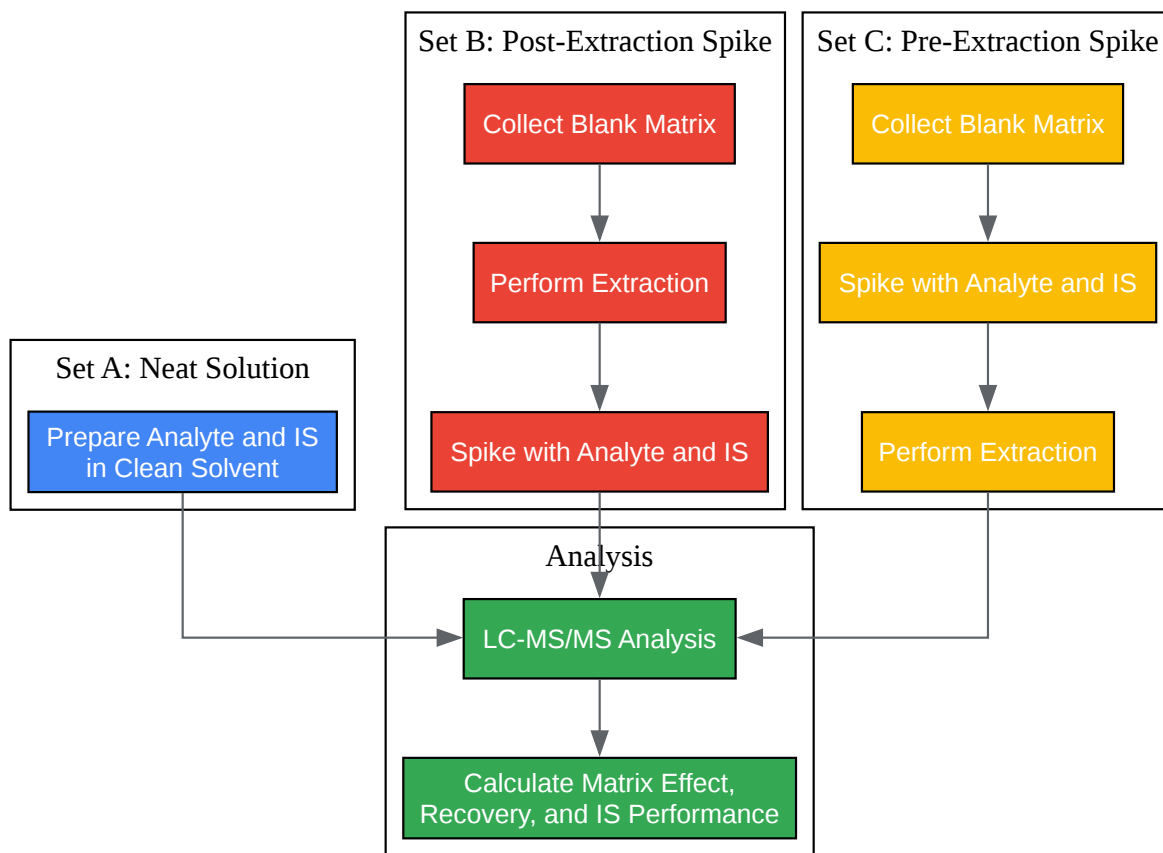 Set B: Post-Extraction Spike
Collect Blank Matrix
Perform Extraction
Spike with Analyte and IS
Set C: Pre-Extraction Spike
Collect Blank Matrix
Spike with Analyte and IS
Perform Extraction
Set A: Neat Solution
Prepare Analyte and IS
in Clean Solvent
Analysis
LC-MS/MS Analysis
Calculate Matrix Effect,
Recovery, and IS Performance